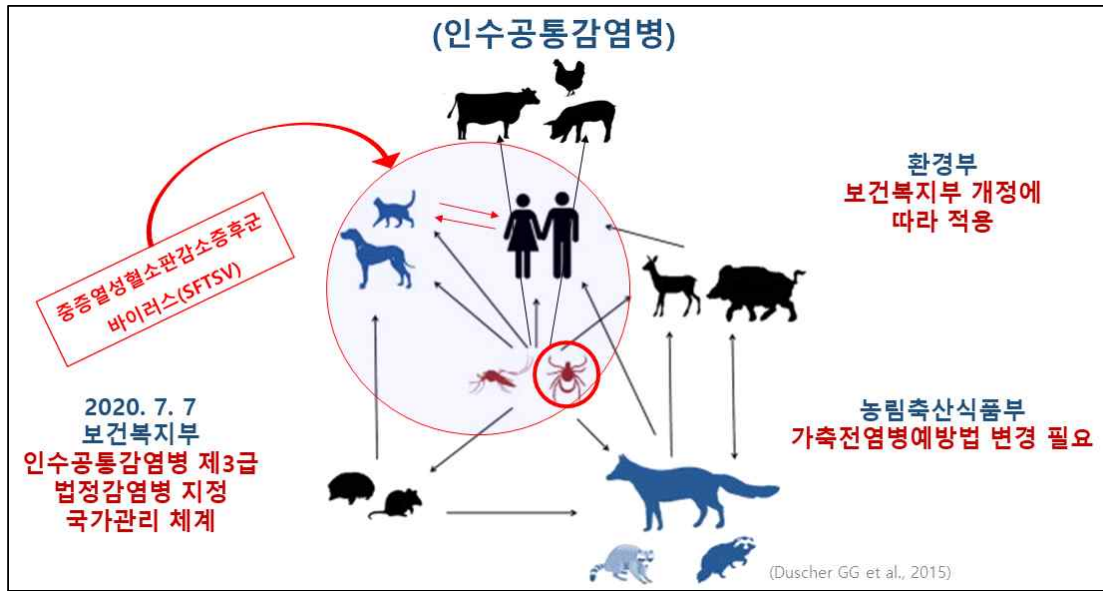 (인수공통감염병)
환경부
보건복지부 개정에
따라 적용
중증열성혈소판감소증후군
바이러스(SFTSV)
2020. 7. 7
보건복지부
인수공통감염병 제3급
법정감염병 지정
국가관리 체계
농림축산식품부
가축전염병예방법 변경 필요
(Duscher GG et al., 2015)